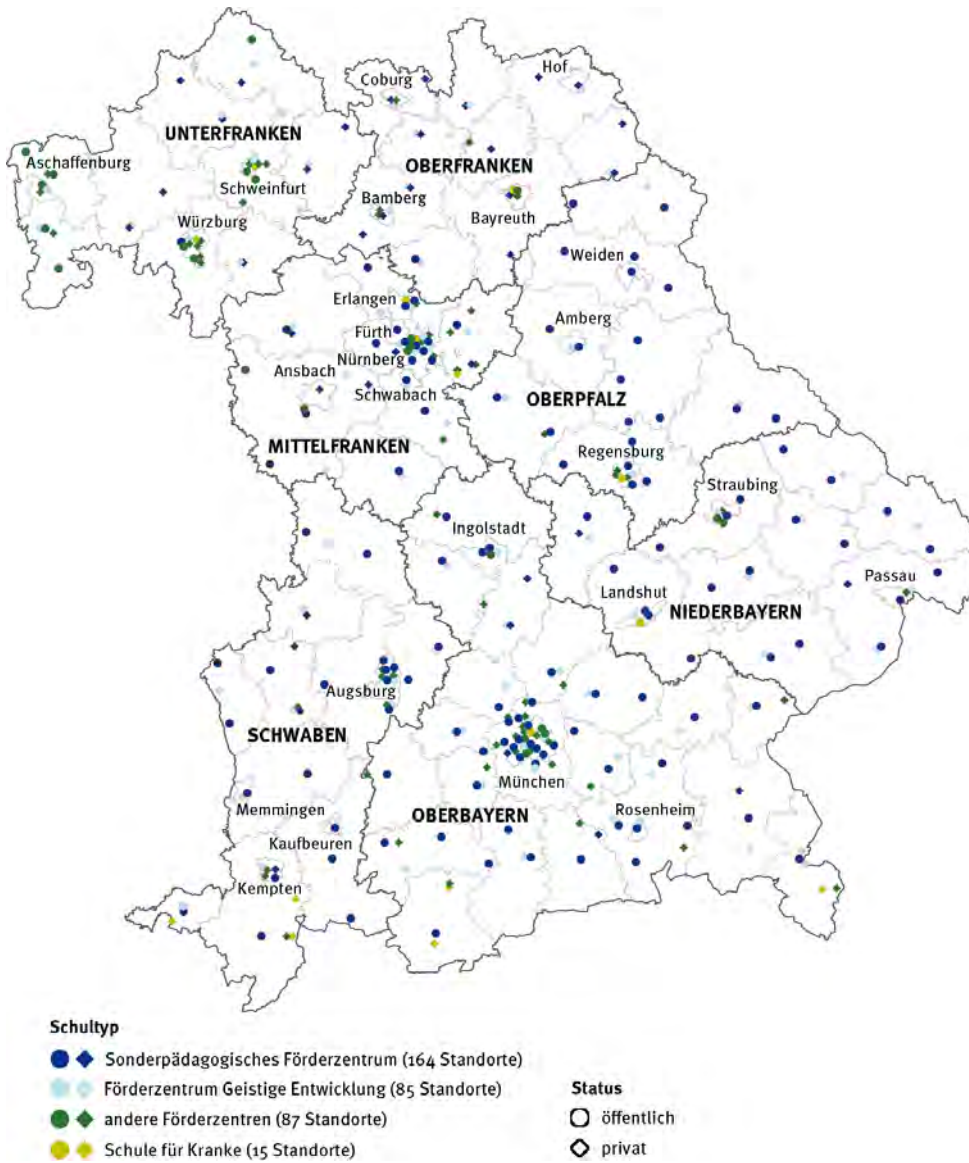 Hof
Coburg
UNTERFRANKEN
Aschaffenburg
OBERFRANKEN
Schweinfurt
Bamberg
Bayreuth
Würzburg
Weiden
Erlangen
Amberg
Fürth
Nürnberg
Ansbach
Schwabach
OBERPFALZ
MITTELFRANKEN
Regensburg
Straubing
Ingolstadt
Passau
Landshut
NIEDERBAYERN
Augsburg
SCHWABEN
München
Memmingen
OBERBAYERN
Rosenheim
Kaufbeuren
Kempten
Schultyp
Sonderpädagogisches Förderzentrum (164 Standorte)
Förderzentrum Geistige Entwicklung (85 Standorte)
andere Förderzentren (87 Standorte)
Schule für Kranke (15 Standorte)
Status
öffentlich
privat